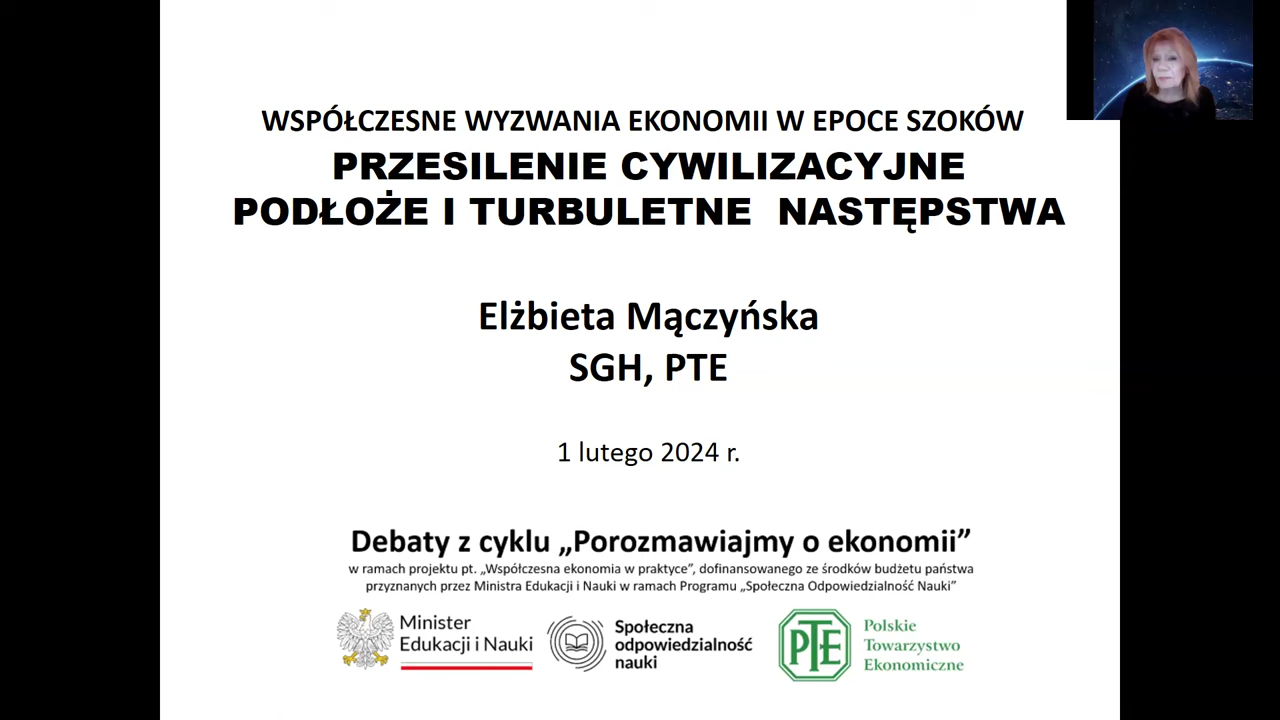 WSPÓŁCZESNE WYZWANIA EKONOMII W EPOCE SZOKÓW
PRZESILENIE CYWILIZACYJNE
PODŁOŻE I TURBULETNE NASTĘPSTWA
Elżbieta Mączyńska
SGH, PTE
1 lutego 2024 r.
Debaty z cyklu „Porozmawiajmy o ekonomii”
w ramach projektu pt. „Współczesna ekonomia w praktyce”, dofinansowanego ze środków budżetu państwa
przyznanych przez Ministra Edukacji i Nauki w ramach Programu „Społeczna Odpowiedzialność Nauki”
Minister
Edukacji i Nauki
Społeczna
odpowiedzialność
nauki
PTE
Polskie
Towarzystwo
Ekonomiczne